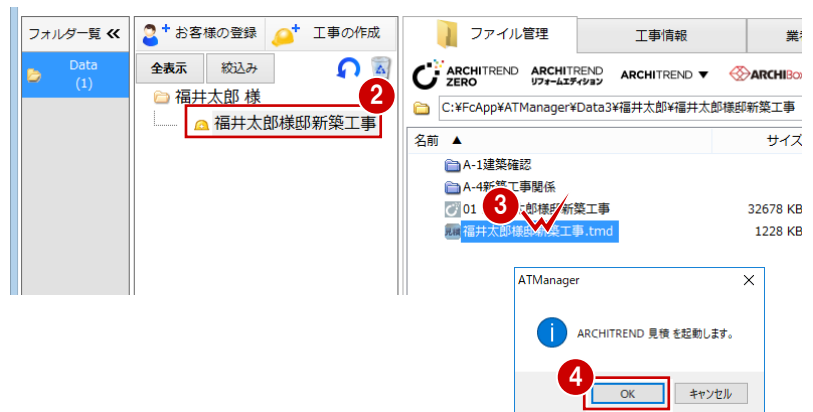 フォルダ一覧 ≪
Data
(1)
お客様の登録
工事の作成
全表示
絞込み
福井太郎 様
2
福井太郎様邸新築工事
ファイル管理
工事情報
ARCHITREND
ZERO
ARCHITREND
リフォームエディション
ARCHITREND ▼
ARCHIBo
C:¥FcApp¥ATManager¥Data3¥福井太郎¥福井太郎様邸新築工事
名前 ▲
サイズ
A-1建築確認
A-4新築工事関係
3
01
太郎様邸新築工事
32678 KB
福井太郎様邸新築工事.tmd
1228 KB
ATManager
ARCHITREND 見積 を起動します。
4
OK
キャンセル